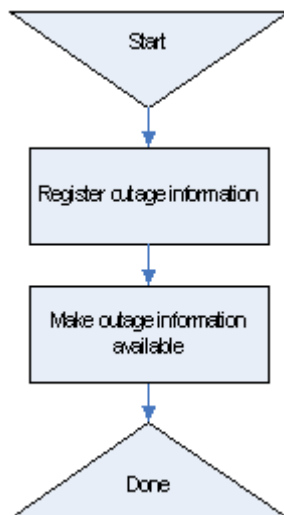 Start
Register outage information
Make outage information
available
Done